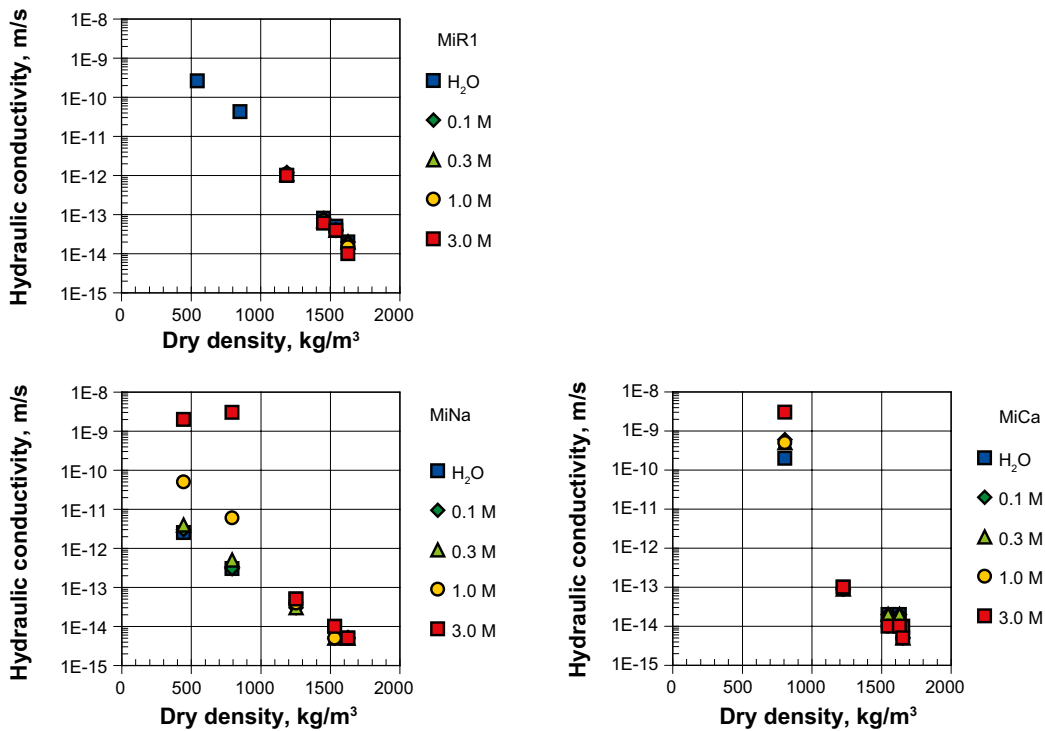 Hydraulic conductivity, m/s
1E-8
1E-9
1E-10
1E-11
1E-12
1E-13
1E-14
1E-15
0 500 1000 1500 2000
Dry density, kg/m³
MiR1
H₂O
0.1 M
0.3 M
1.0 M
3.0 M
Hydraulic conductivity, m/s
1E-8
1E-9
1E-10
1E-11
1E-12
1E-13
1E-14
1E-15
0 500 1000 1500 2000
Dry density, kg/m³
MiNa
H₂O
0.1 M
0.3 M
1.0 M
3.0 M
Hydraulic conductivity, m/s
1E-8
1E-9
1E-10
1E-11
1E-12
1E-13
1E-14
1E-15
0 500 1000 1500 2000
Dry density, kg/m³
MiCa
H₂O
0.1 M
0.3 M
1.0 M
3.0 M